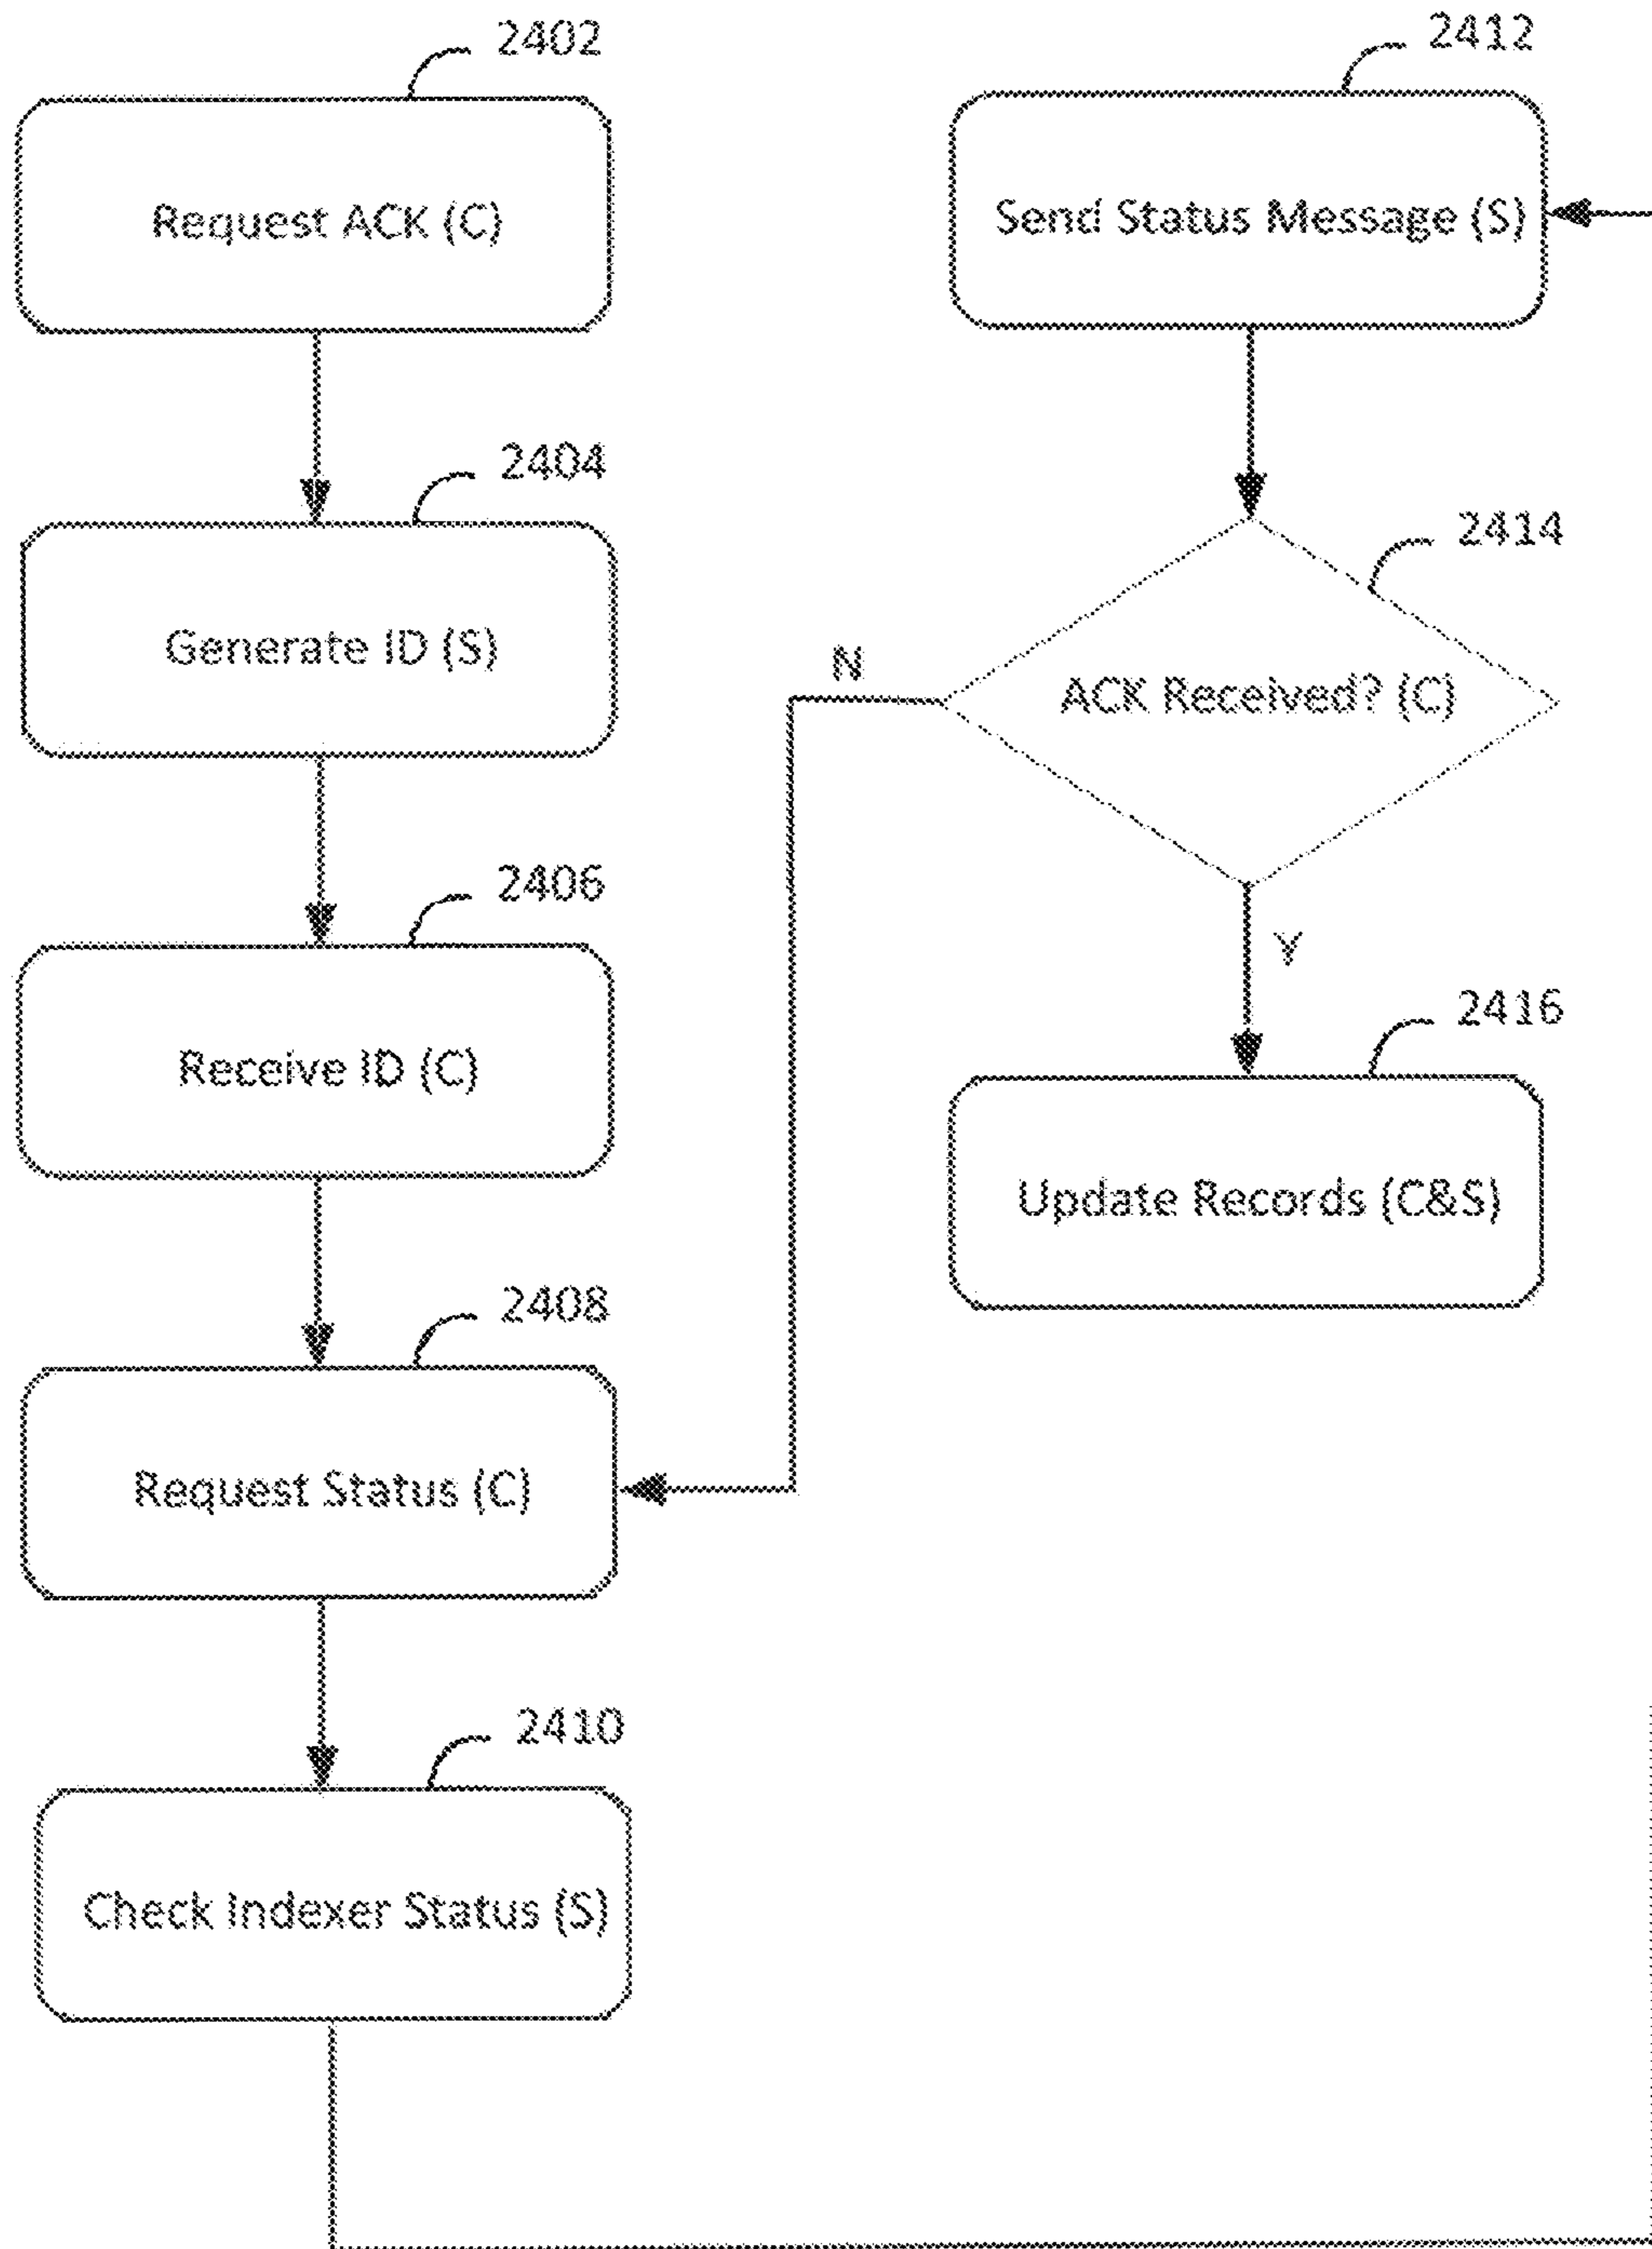 2402
Request ACK (C)
2404
Generate ID (S)
2406
Receive ID (C)
2408
Request Status (C)
2410
Check Indexer Status (S)
2412
Send Status Message (S)
2414
ACK Received? (C)
N
Y
2416
Update Records (C&S)